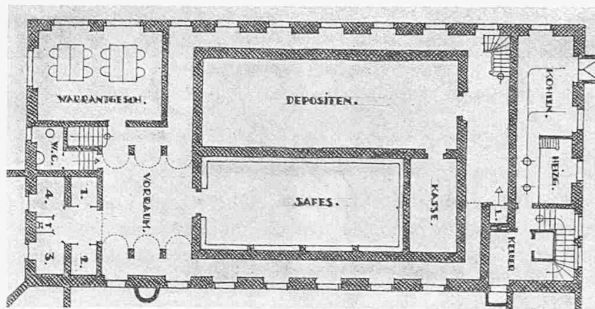 WARRANTGESCH.
DEPOSITEN.
KOHLEN.
HEIZG.
W.C.
VORRAUM.
SAFES.
KASSE.
4.
1.
3.
2.
L.
KELLER